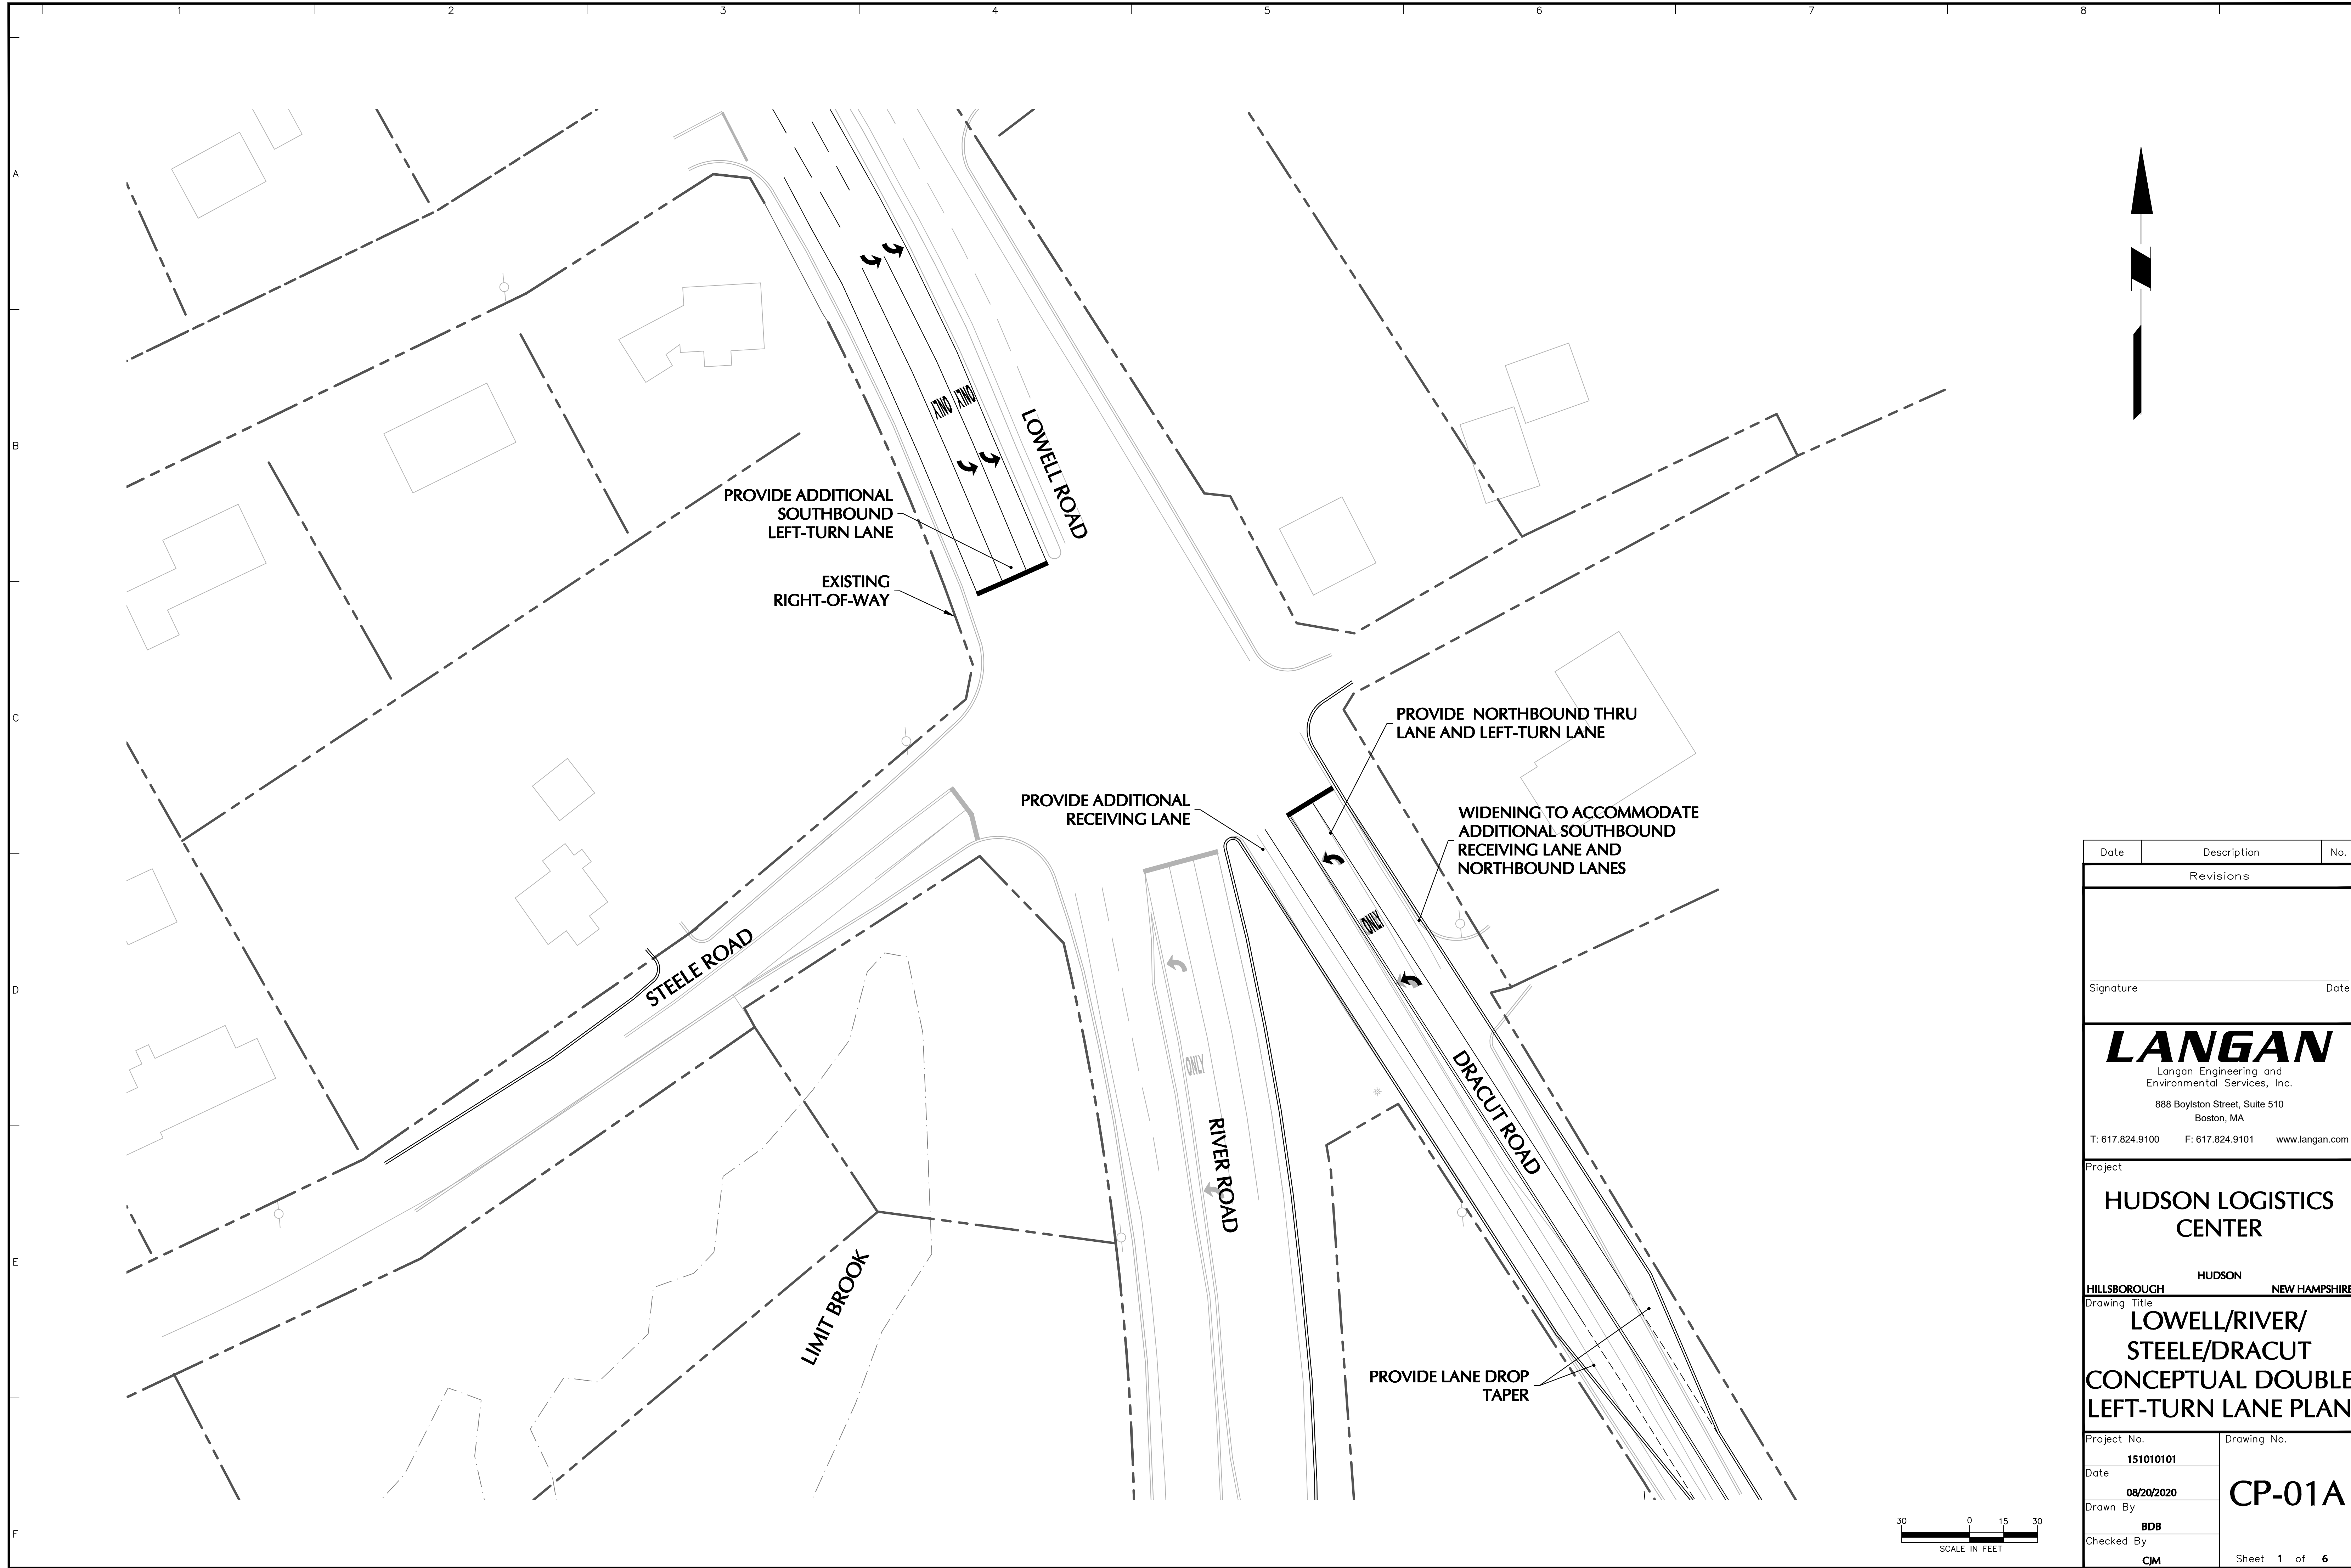 1 2 3 4 5 6 7 8
A
B
C
D
E
F
ONLY
ONLY
LOWELL ROAD
PROVIDE ADDITIONAL
SOUTHBOUND
LEFT-TURN LANE
EXISTING
RIGHT-OF-WAY
PROVIDE NORTHBOUND THRU
LANE AND LEFT-TURN LANE
PROVIDE ADDITIONAL
RECEIVING LANE
WIDENING TO ACCOMMODATE
ADDITIONAL SOUTHBOUND
RECEIVING LANE AND
NORTHBOUND LANES
ONLY
STEELE ROAD
ONLY
DRACUT ROAD
RIVER ROAD
LIMIT BROOK
PROVIDE LANE DROP
TAPER
30 0 15 30
SCALE IN FEET
Date Description No.
Revisions
Signature Date
LANGAN
Langan Engineering and
Environmental Services, Inc.
888 Boylston Street, Suite 510
Boston, MA
T: 617.824.9100 F: 617.824.9101 www.langan.com
Project
HUDSON LOGISTICS
CENTER
HUDSON
HILLSBOROUGH NEW HAMPSHIRE
Drawing Title
LOWELL/RIVER/
STEELE/DRACUT
CONCEPTUAL DOUBLE
LEFT-TURN LANE PLAN
Project No.
151010101
Date
08/20/2020
Drawn By
BDB
Checked By
CJM
Drawing No.
CP-01A
Sheet 1 of 6